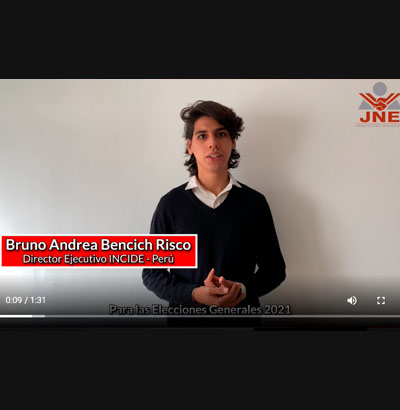 JNE
Bruno Andrea Bencich Risco
Director Ejecutivo INCIDE - Perú
Para las Elecciones Generales 2021
0:09 / 1:31